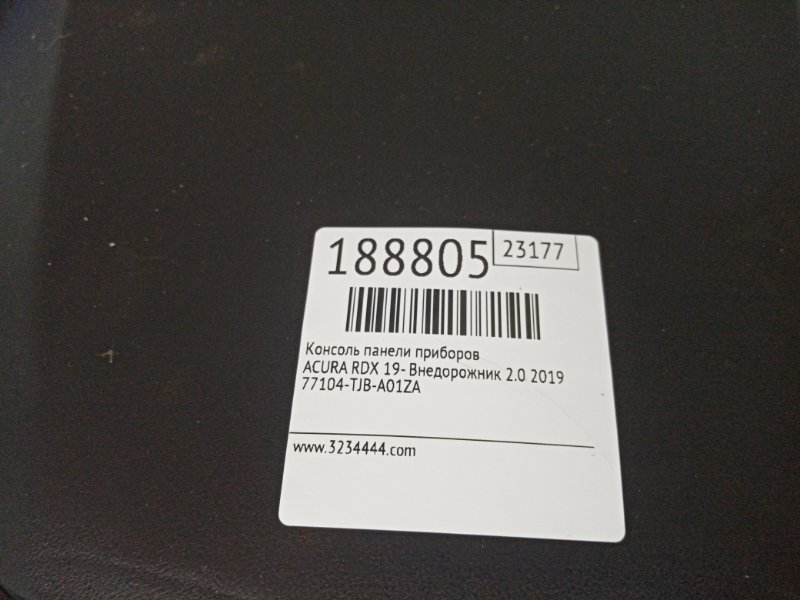 188805
23177
Консоль панели приборов
ACURA RDX 19- Внедорожник 2.0 2019
77104-TJB-A01ZA
www.3234444.com